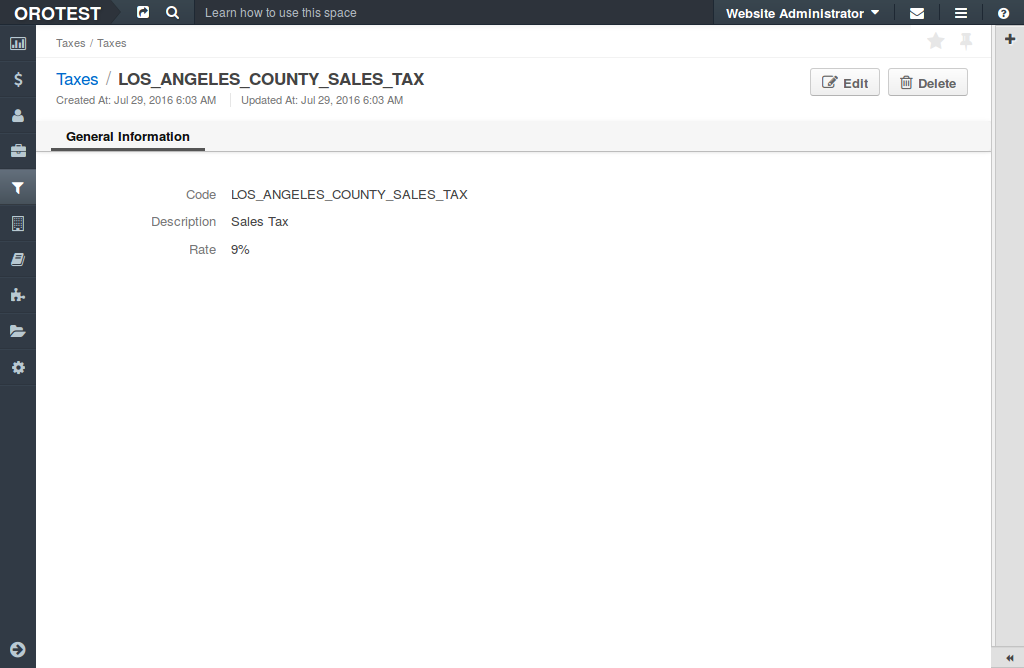 OROTEST Learn how to use this space Website Administrator
Taxes / Taxes
Taxes / LOS_ANGELES_COUNTY_SALES_TAX
Edit Delete
Created At: Jul 29, 2016 6:03 AM Updated At: Jul 29, 2016 6:03 AM
General Information
Code LOS_ANGELES_COUNTY_SALES_TAX
Description Sales Tax
Rate 9%